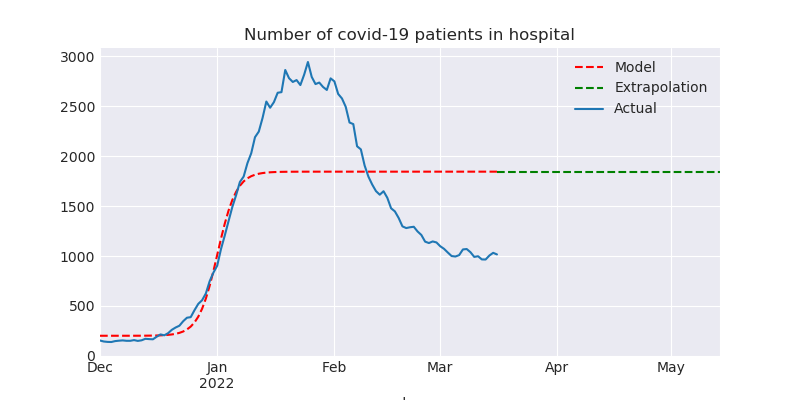 Number of covid-19 patients in hospital
3000
2500
2000
1500
1000
500
0
Model
Extrapolation
Actual
Dec
Jan
2022
Feb
Mar
Apr
May